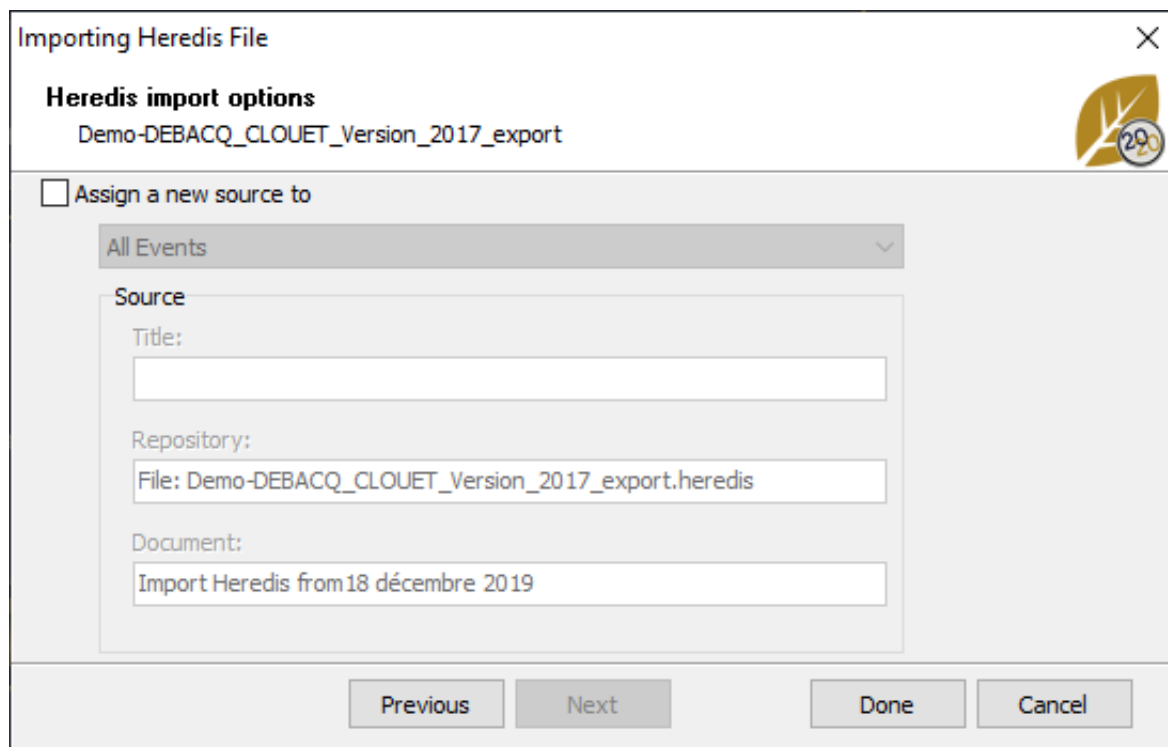 Importing Heredis File
Heredis import options
Demo-DEBACQ_CLOUET_Version_2017_export
2020
Assign a new source to
All Events
Source
Title:
Repository:
File: Demo-DEBACQ_CLOUET_Version_2017_export.heredis
Document:
Import Heredis from18 décembre 2019
Previous Next Done Cancel